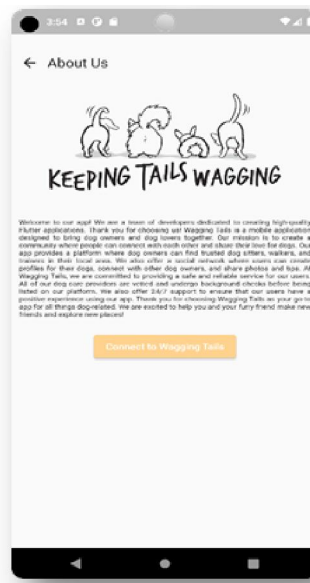 3:54
About Us
KEEPING TAILS WAGGING
Welcome to our app! We are a team of developers dedicated to creating high-quality
Flutter applications. Thank you for choosing us! Wagging Tails is a mobile application
designed to bring dog owners and dog lovers together. Our mission is to create a
community where people can connect with each other and share their love for dogs. Our
app provides a platform where dog owners can find trusted dog sitters, walkers, and
trainers in their local area. We also offer a social network where users can create
profiles for their dogs, connect with other dog owners, and share photos and tips. At
Wagging Tails, we are committed to providing a safe and reliable service for our users.
All of our dog care providers are vetted and undergo background checks before being
listed on our platform. We also offer 24/7 support to ensure that our users have a
positive experience using our app. Thank you for choosing Wagging Tails as your go-to
app for all things dog-related. We are excited to help you and your furry friend make new
friends and explore new places!
Connect to Wagging Tails